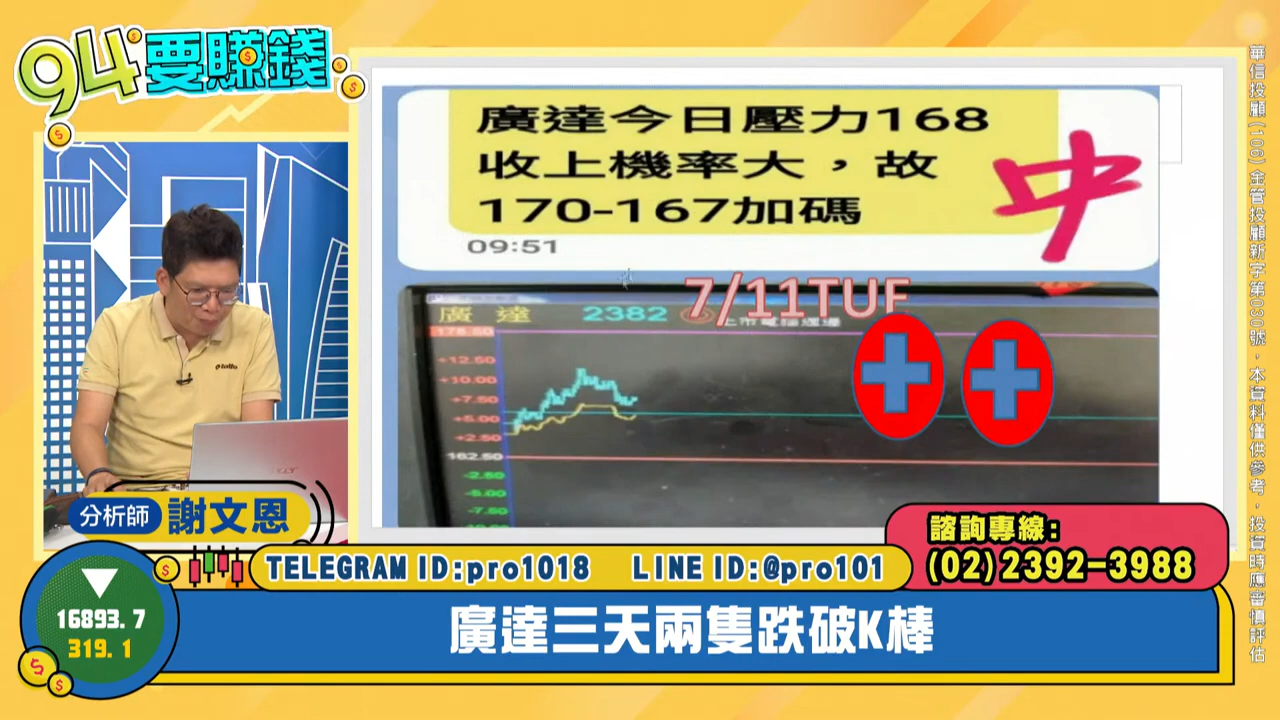 94要賺錢
廣達今日壓力168
收上機率大，故
170-167加碼
09:51
中
7/11TUE
廣達 2382
178.50
+12.50
+10.00
+7.50
+5.00
+2.50
162.50
-2.50
-5.00
-7.50
分析師 謝文恩
TELEGRAM ID:pro1018 LINE ID:@pro101
諮詢專線:
(02)2392-3988
16893.7
319.1
廣達三天兩隻跌破K棒
華信投顧(106)金管投顧新字第030號，本資料僅供參考，投資時應審慎評估